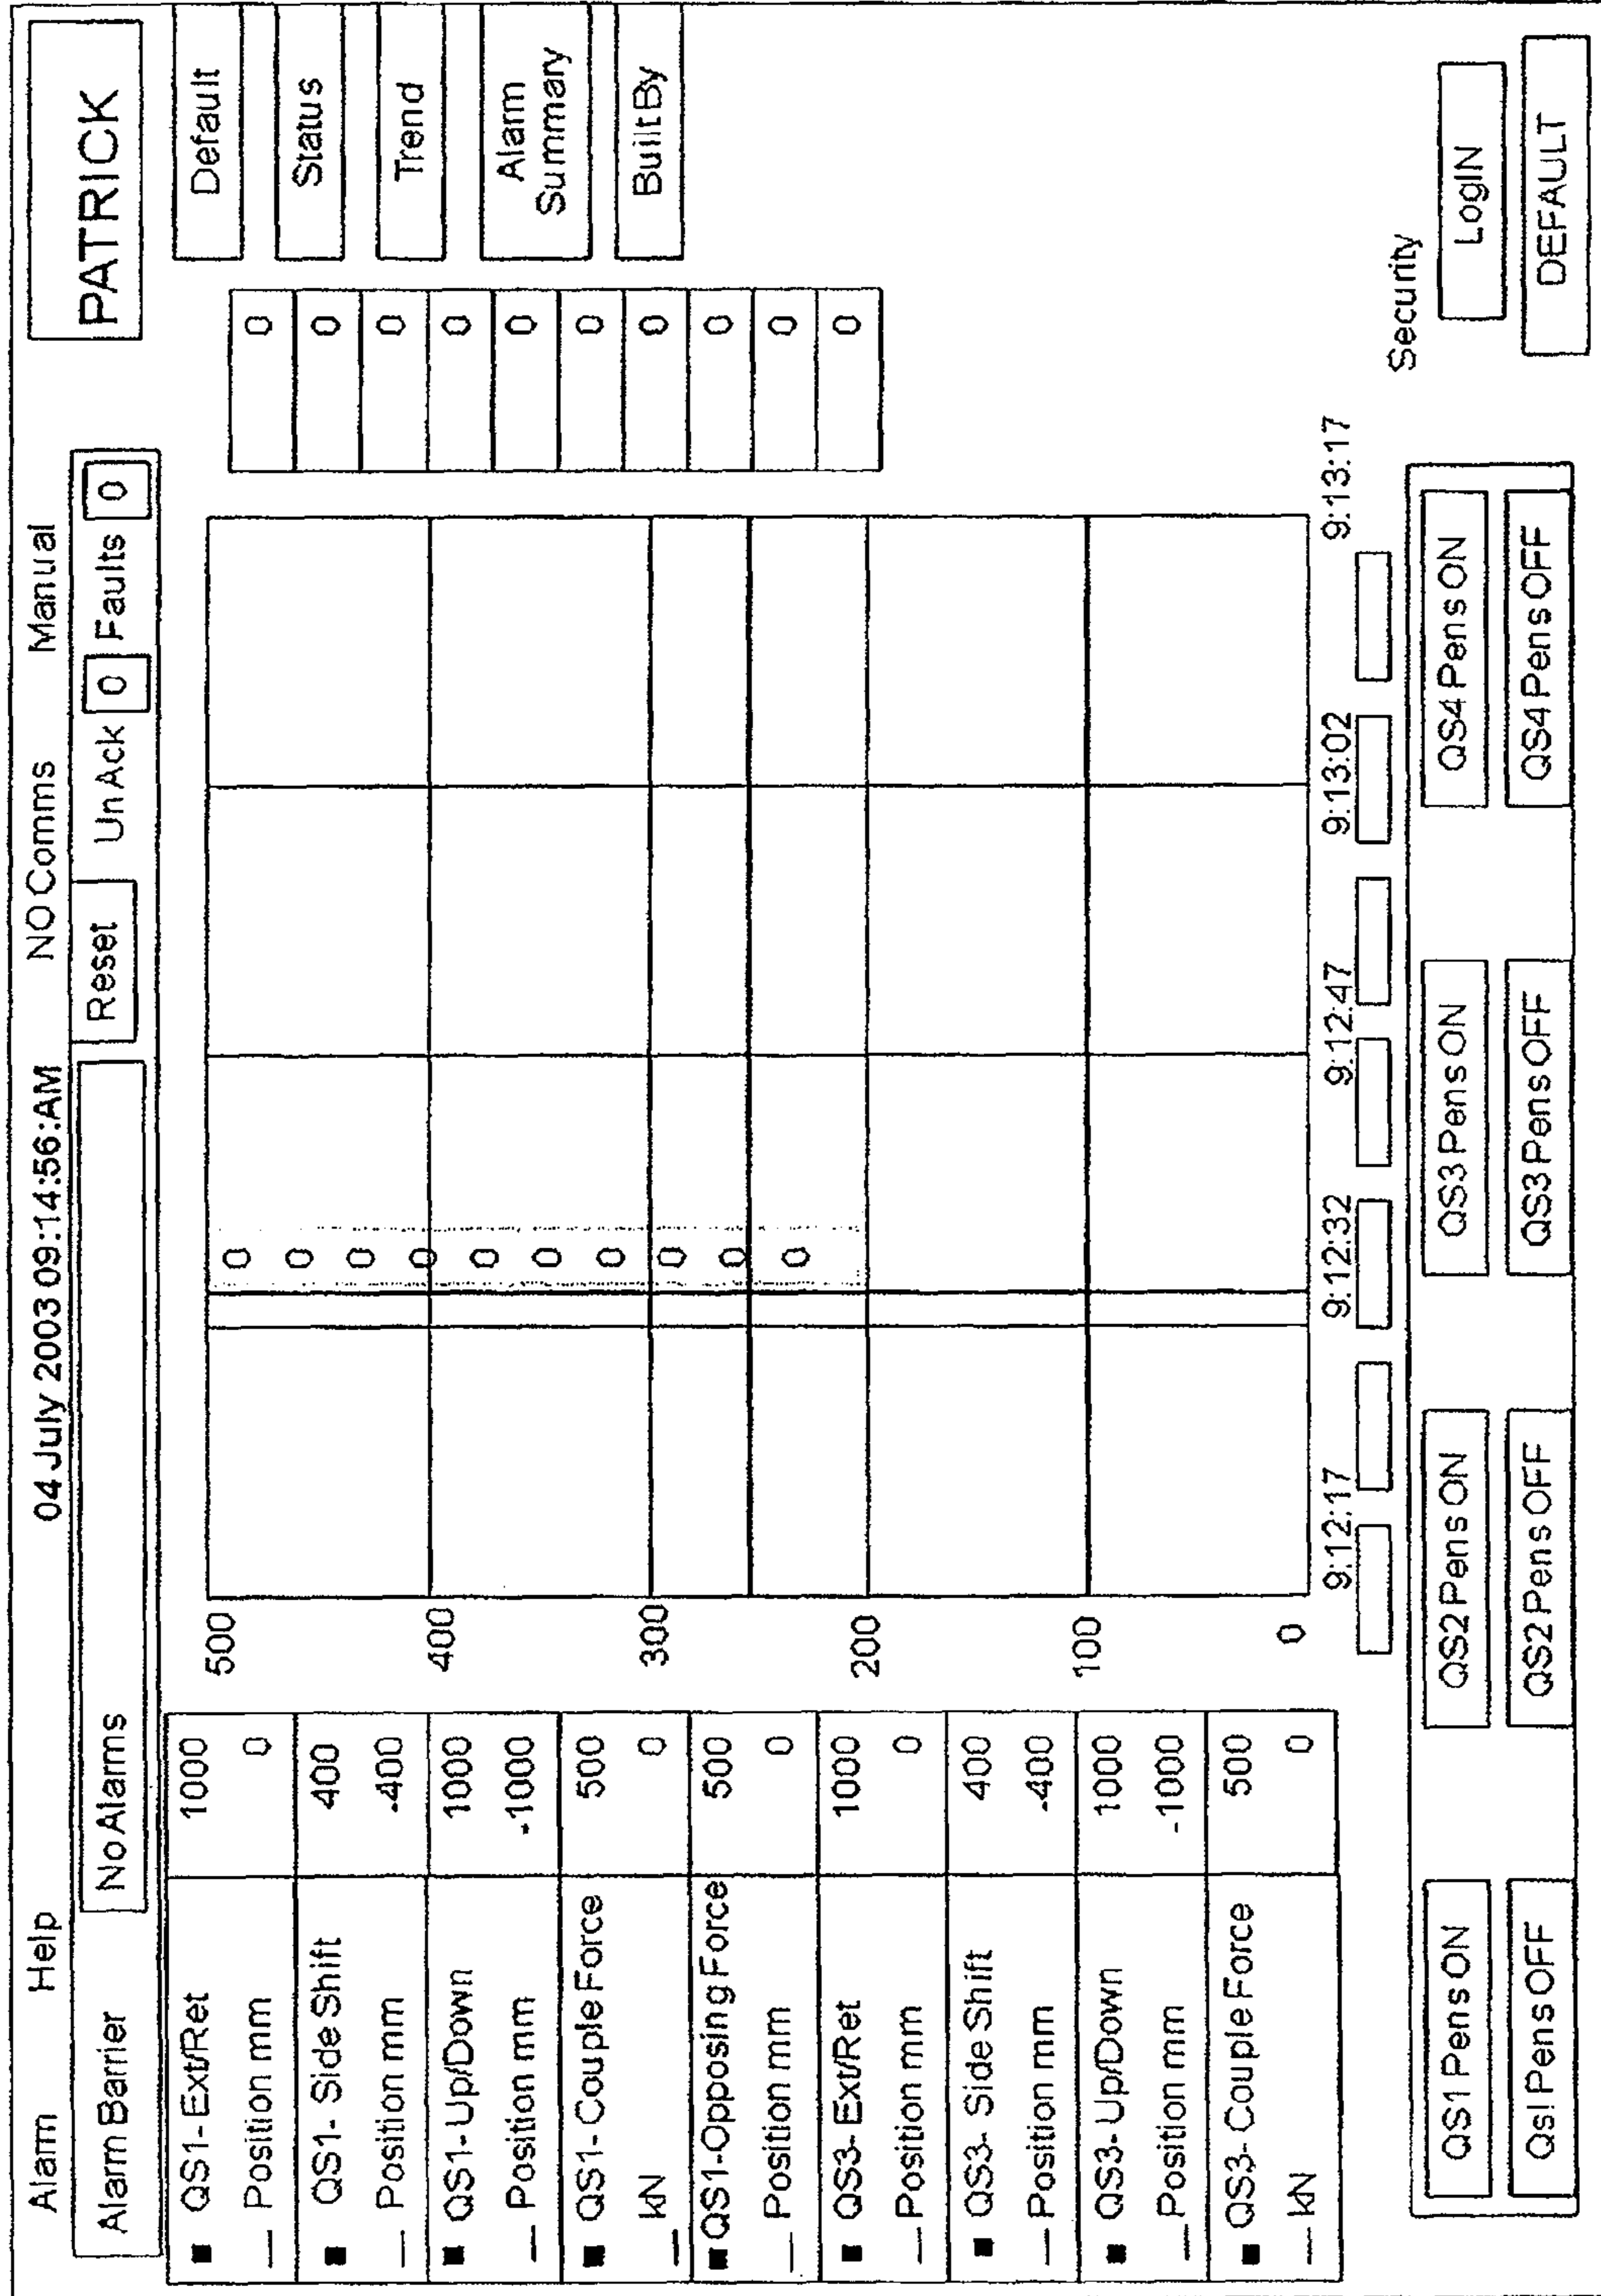 Alarm Help 04 July 2003 09:14:56:AM NO Comms Manual
PATRICK
Alarm Barrier No Alarms Reset UnAck 0 Faults 0
QS1- Ext/Ret 1000
Position mm 0
QS1- Side Shift 400
Position mm -400
QS1- Up/Down 1000
Position mm -1000
QS1- Couple Force 500
kN 0
QS1-Opposing Force 500
Position mm 0
QS3- Ext/Ret 1000
Position mm 0
QS3- Side Shift 400
Position mm -400
QS3- Up/Down 1000
Position mm -1000
QS3- Couple Force 500
kN 0
500
400
300
200
100
0
0
0
0
0
0
0
0
0
0
0
9:12:17 9:12:32 9:12:47 9:13:02 9:13:17
0
0
0
0
0
0
0
0
0
0
Default
Status
Trend
Alarm
Summary
Built By
Security
LogIN
DEFAULT
QS1 Pens ON QS2 Pens ON QS3 Pens ON QS4 Pens ON
Qs! Pens OFF QS2 Pens OFF QS3 Pens OFF QS4 Pens OFF